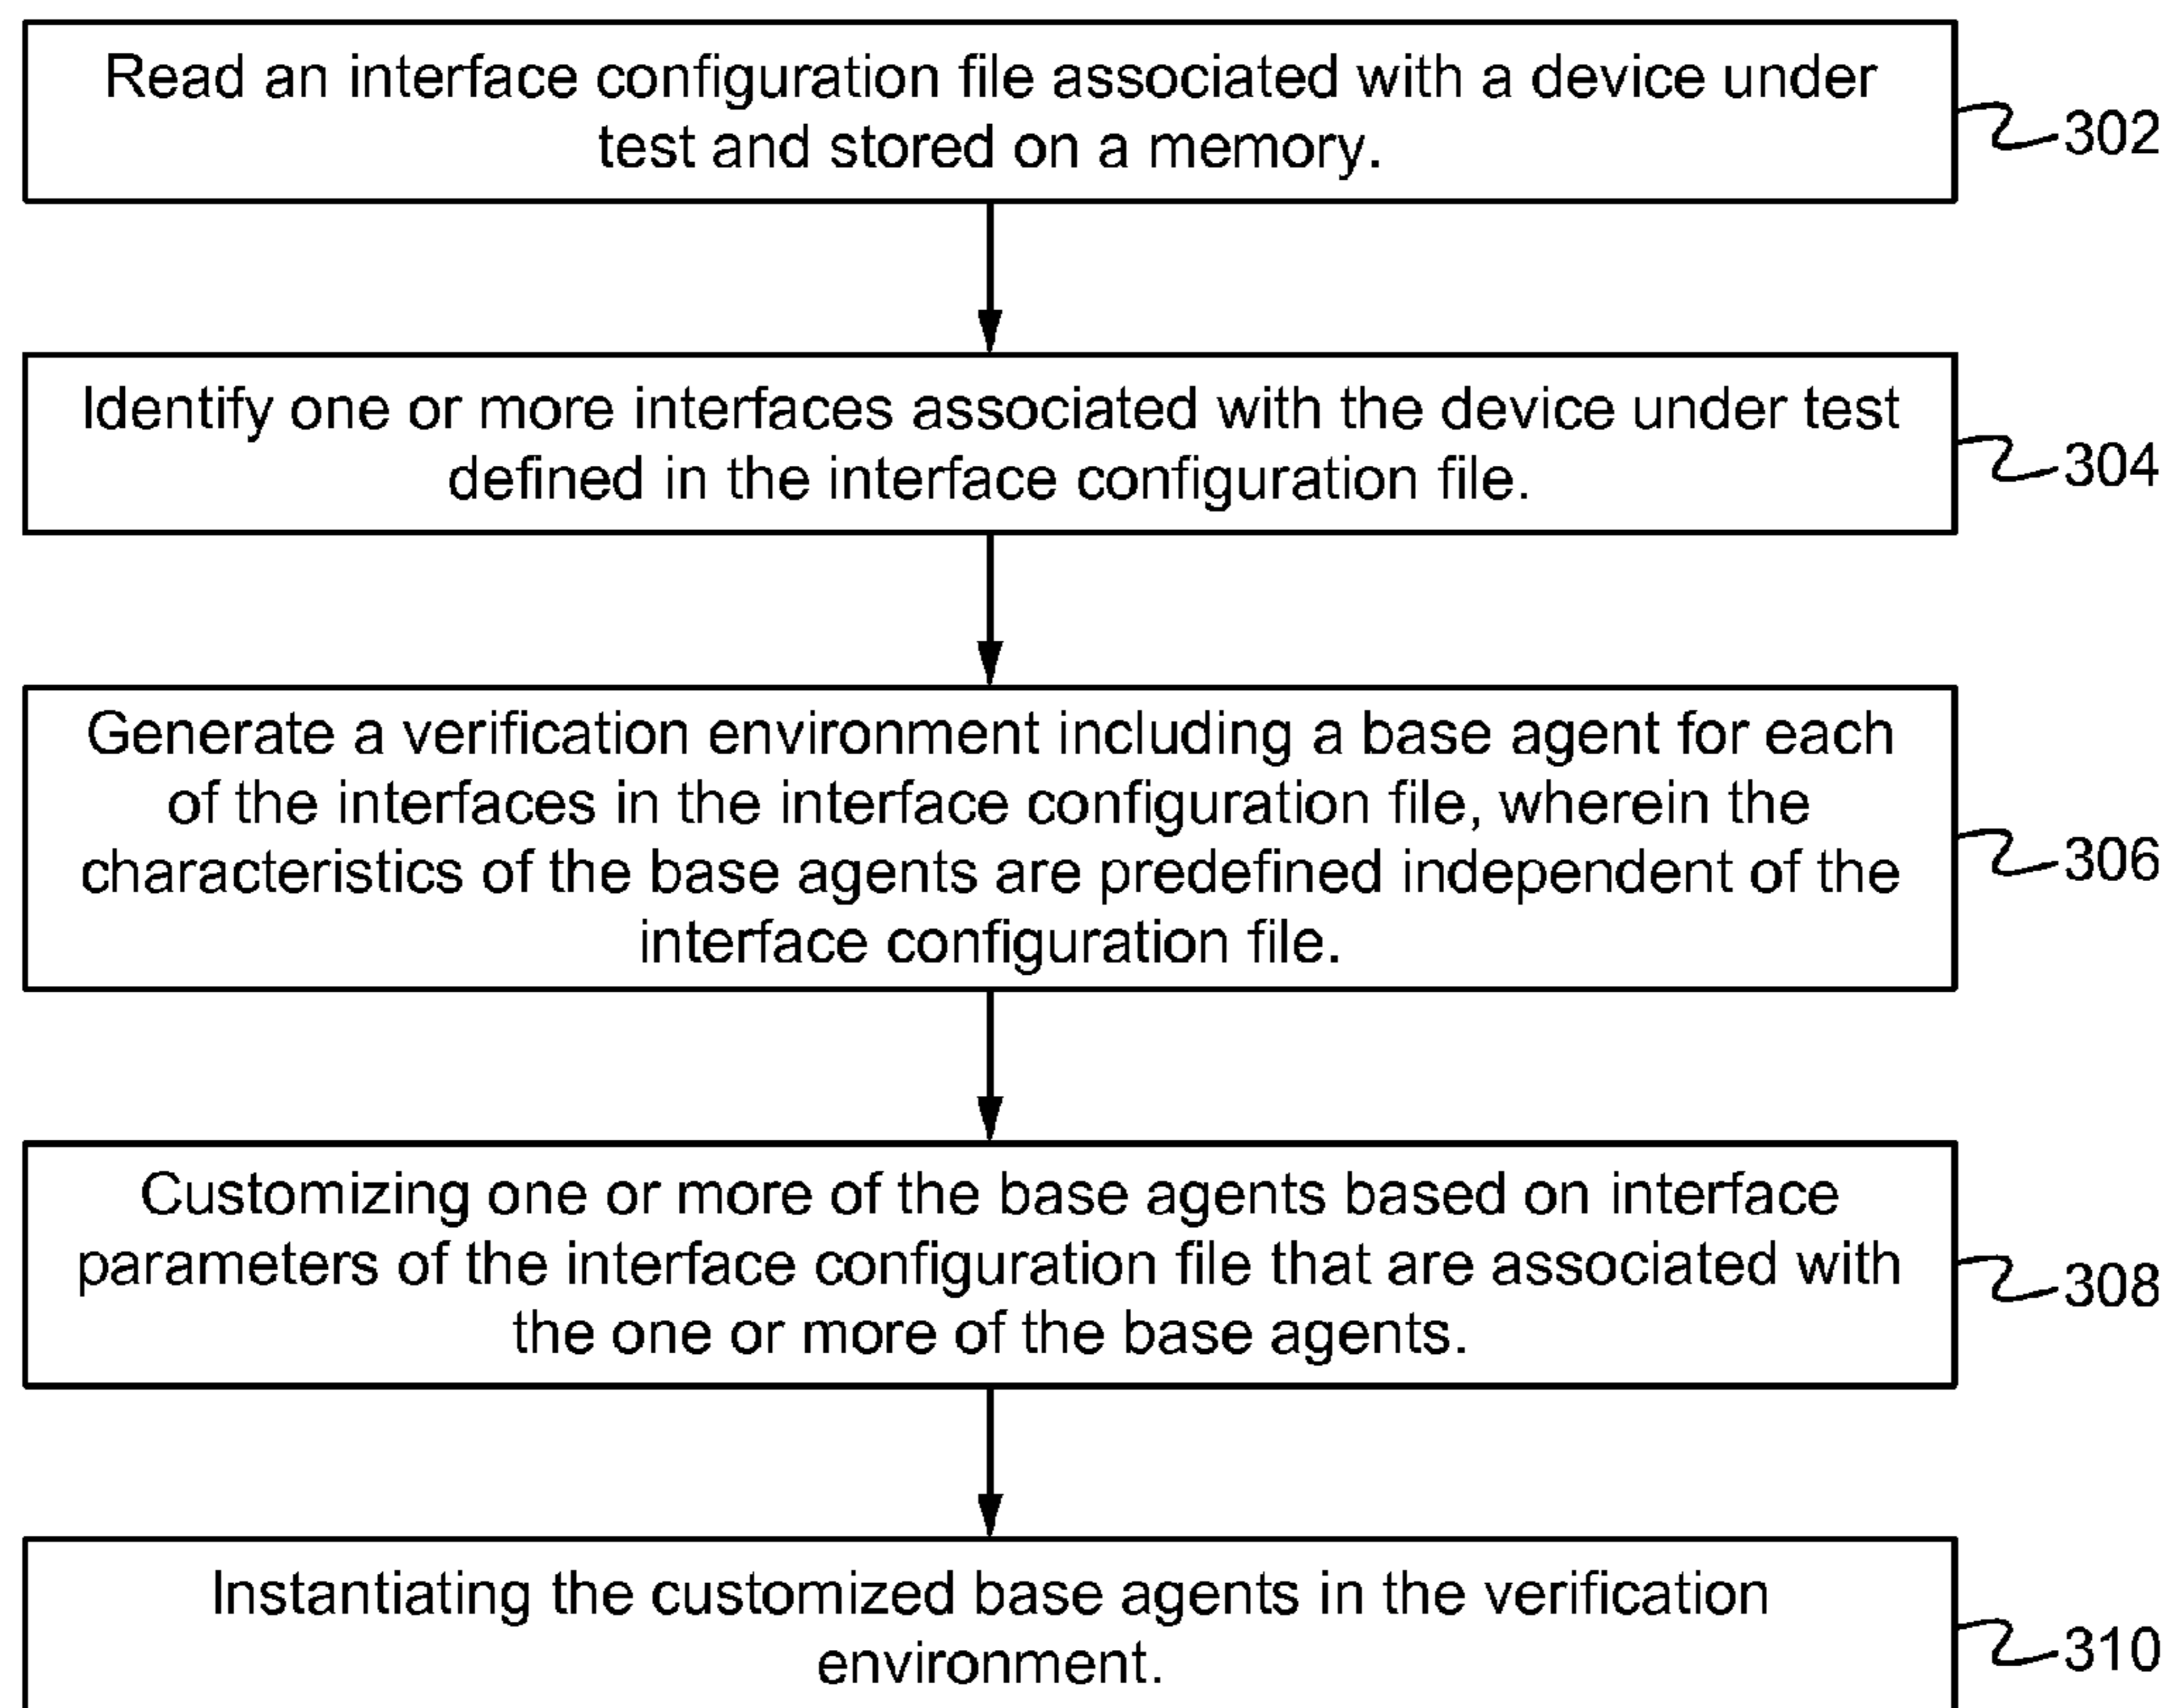 Read an interface configuration file associated with a device under
test and stored on a memory.
302
Identify one or more interfaces associated with the device under test
defined in the interface configuration file.
304
Generate a verification environment including a base agent for each
of the interfaces in the interface configuration file, wherein the
characteristics of the base agents are predefined independent of the
interface configuration file.
306
Customizing one or more of the base agents based on interface
parameters of the interface configuration file that are associated with
the one or more of the base agents.
308
Instantiating the customized base agents in the verification
environment.
310